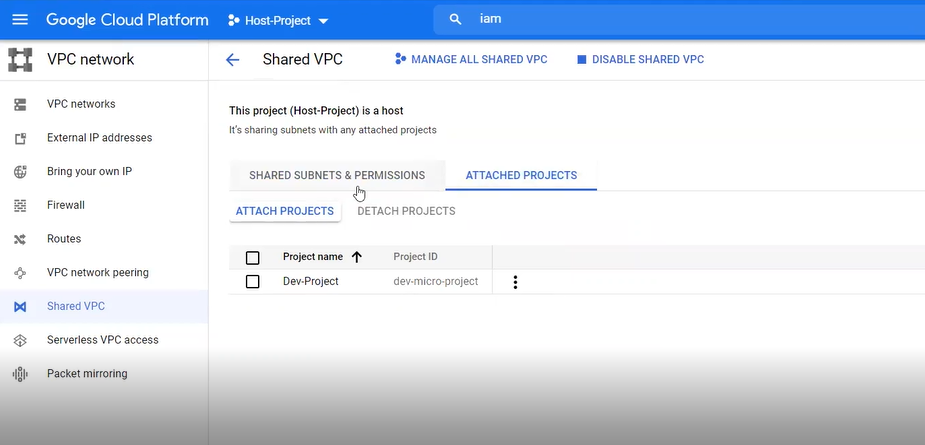 Google Cloud Platform Host-Project iam
VPC network
Shared VPC MANAGE ALL SHARED VPC DISABLE SHARED VPC
VPC networks
External IP addresses
Bring your own IP
Firewall
Routes
VPC network peering
Shared VPC
Serverless VPC access
Packet mirroring
This project (Host-Project) is a host
It's sharing subnets with any attached projects
SHARED SUBNETS & PERMISSIONS ATTACHED PROJECTS
ATTACH PROJECTS DETACH PROJECTS
Project name Project ID
Dev-Project dev-micro-project